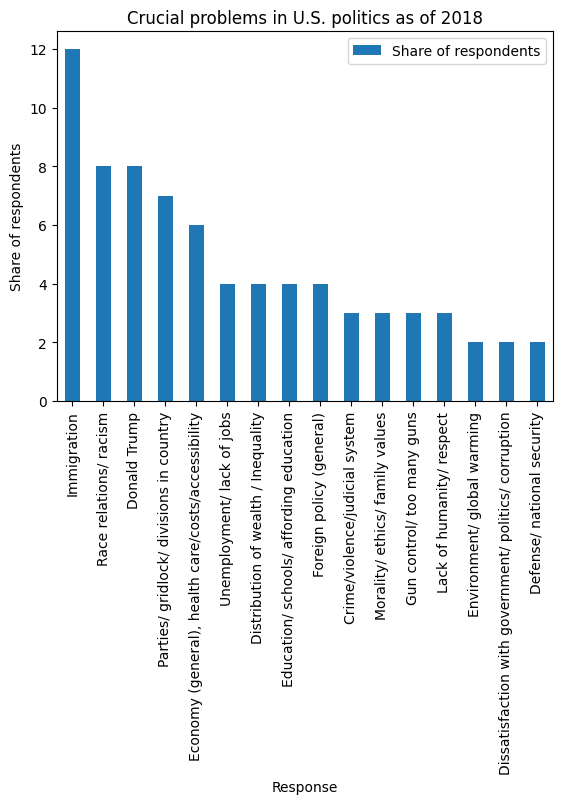 Crucial problems in U.S. politics as of 2018
Share of respondents
Share of respondents
12
10
8
6
4
2
0
Immigration
Race relations/ racism
Donald Trump
Parties/ gridlock/ divisions in country
Economy (general), health care/costs/accessibility
Unemployment/ lack of jobs
Distribution of wealth / Inequality
Education/ schools/ affording education
Foreign policy (general)
Crime/violence/judicial system
Morality/ ethics/ family values
Gun control/ too many guns
Lack of humanity/ respect
Environment/ global warming
Dissatisfaction with government/ politics/ corruption
Defense/ national security
Response